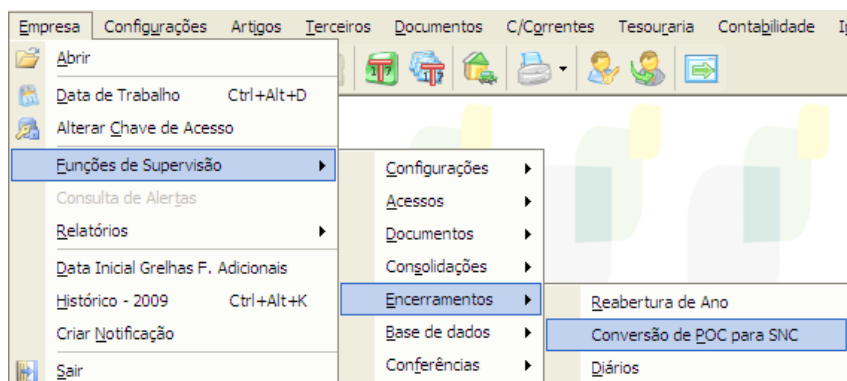 Empresa Configurações Artigos Terceiros Documentos C/Correntes Tesouraria Contabilidade
Abrir
Data de Trabalho Ctrl+Alt+D
Alterar Chave de Acesso
Funções de Supervisão
Consulta de Alertas
Relatórios
Data Inicial Grelhas F. Adicionais
Histórico - 2009 Ctrl+Alt+K
Criar Notificação
Sair
Configurações
Acessos
Documentos
Consolidações
Encerramentos
Base de dados
Conferências
Reabertura de Ano
Conversão de POC para SNC
Diários